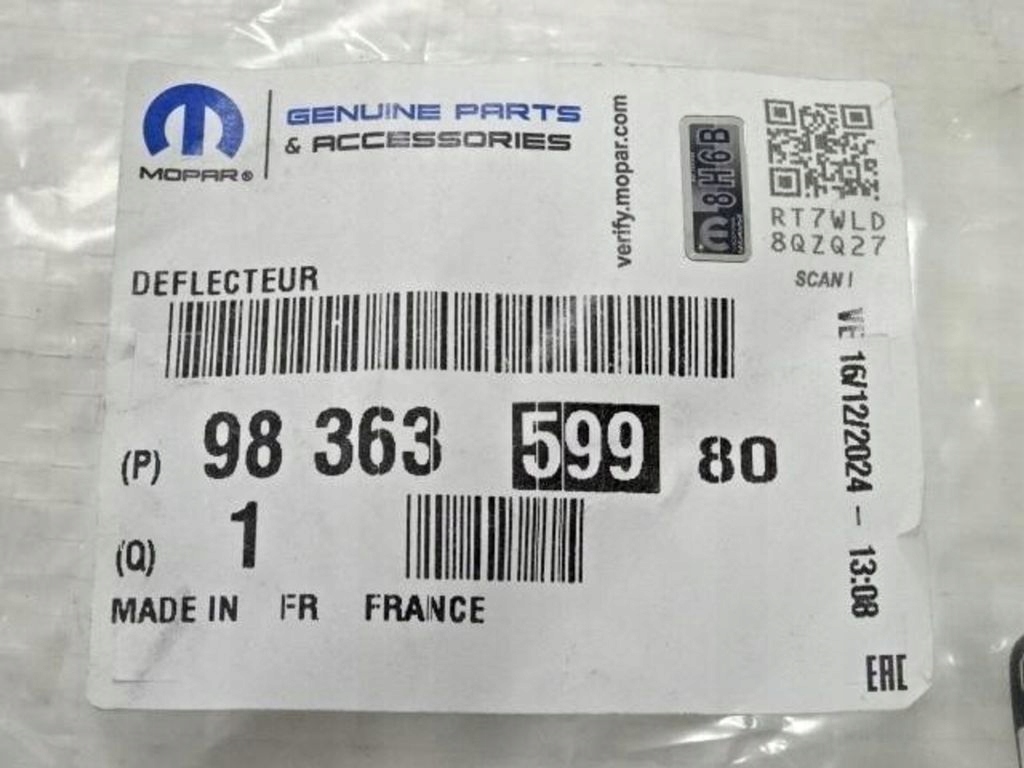 MOPAR®
GENUINE PARTS
& ACCESSORIES
verify.mopar.com
8H6B
RT7WLD
8QZQ27
SCAN!
DEFLECTEUR
(P) 98 363 599 80
(Q) 1
MADE IN FR FRANCE
VE 16/12/2024 - 13:08
EAC